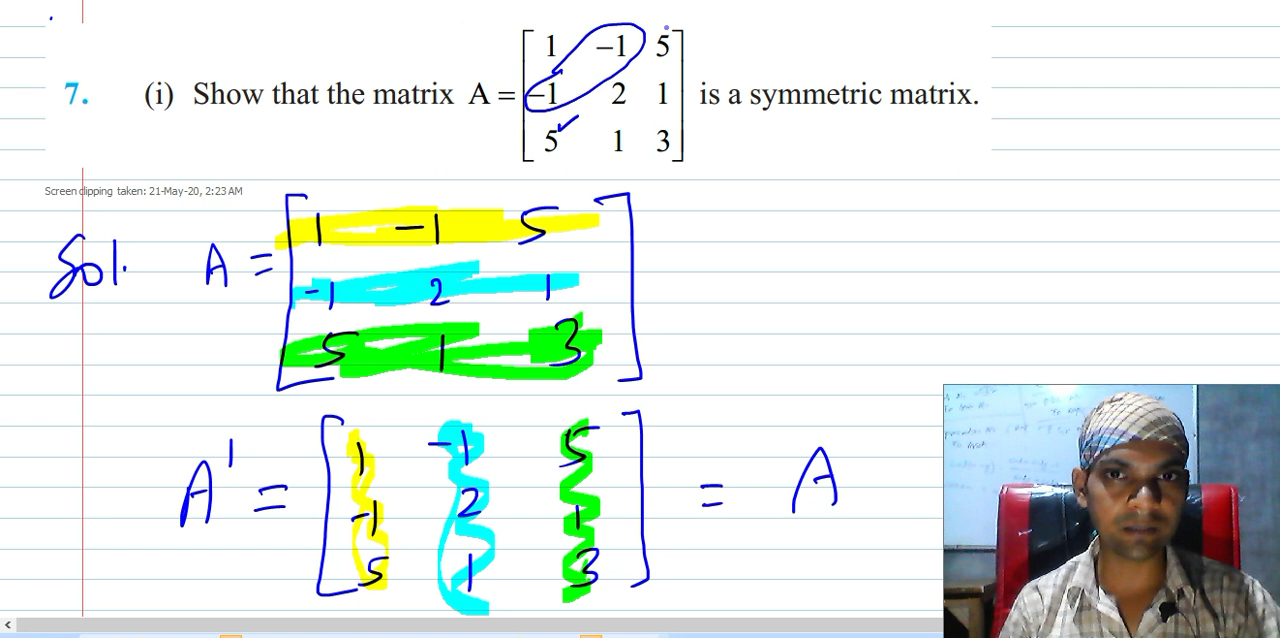 7. (i) Show that the matrix A = [ 1 –1 5 ] is a symmetric matrix.
–1 2 1
5 1 3
Screen clipping taken: 21-May-20, 2:23 AM
Sol. A = [ 1 -1 5
-1 2 1
5 1 3 ]
A' = [ 1 -1 5
-1 2 1
5 1 3 ] = A